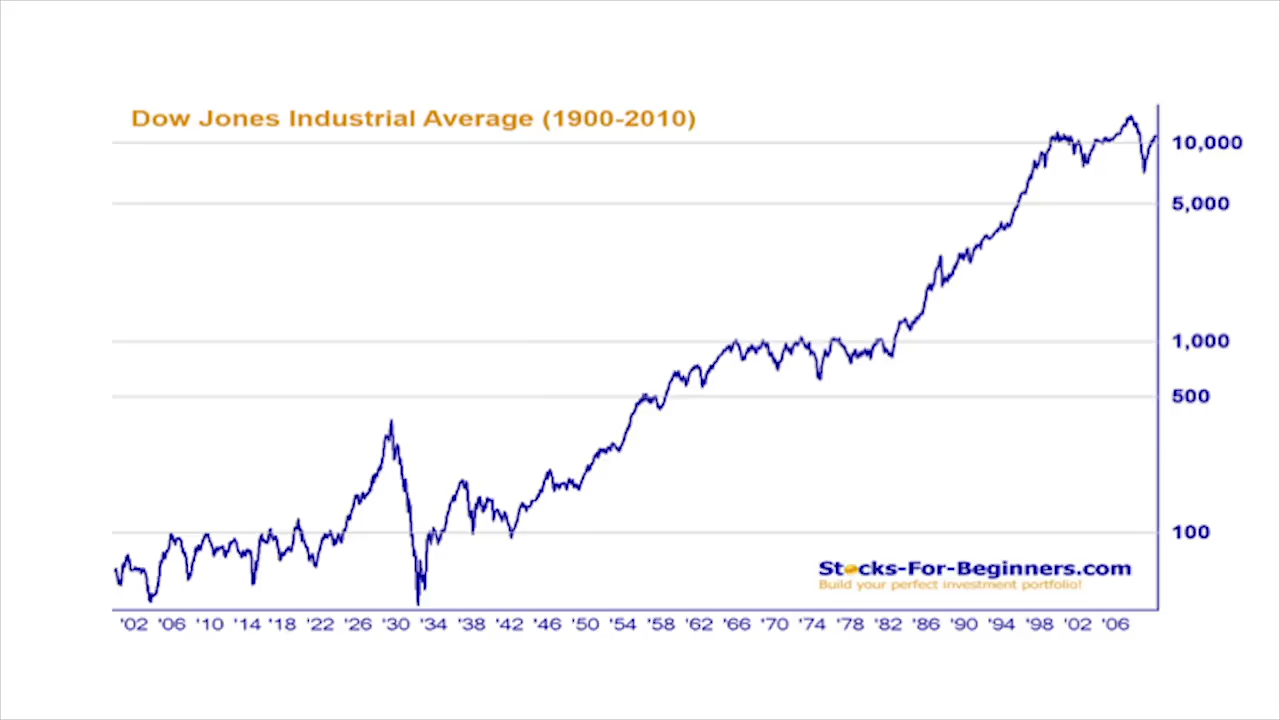 Dow Jones Industrial Average (1900-2010)
10,000
5,000
1,000
500
100
Stocks-For-Beginners.com
Build your perfect investment portfolio!
'02 '06 '10 '14 '18 '22 '26 '30 '34 '38 '42 '46 '50 '54 '58 '62 '66 '70 '74 '78 '82 '86 '90 '94 '98 '02 '06